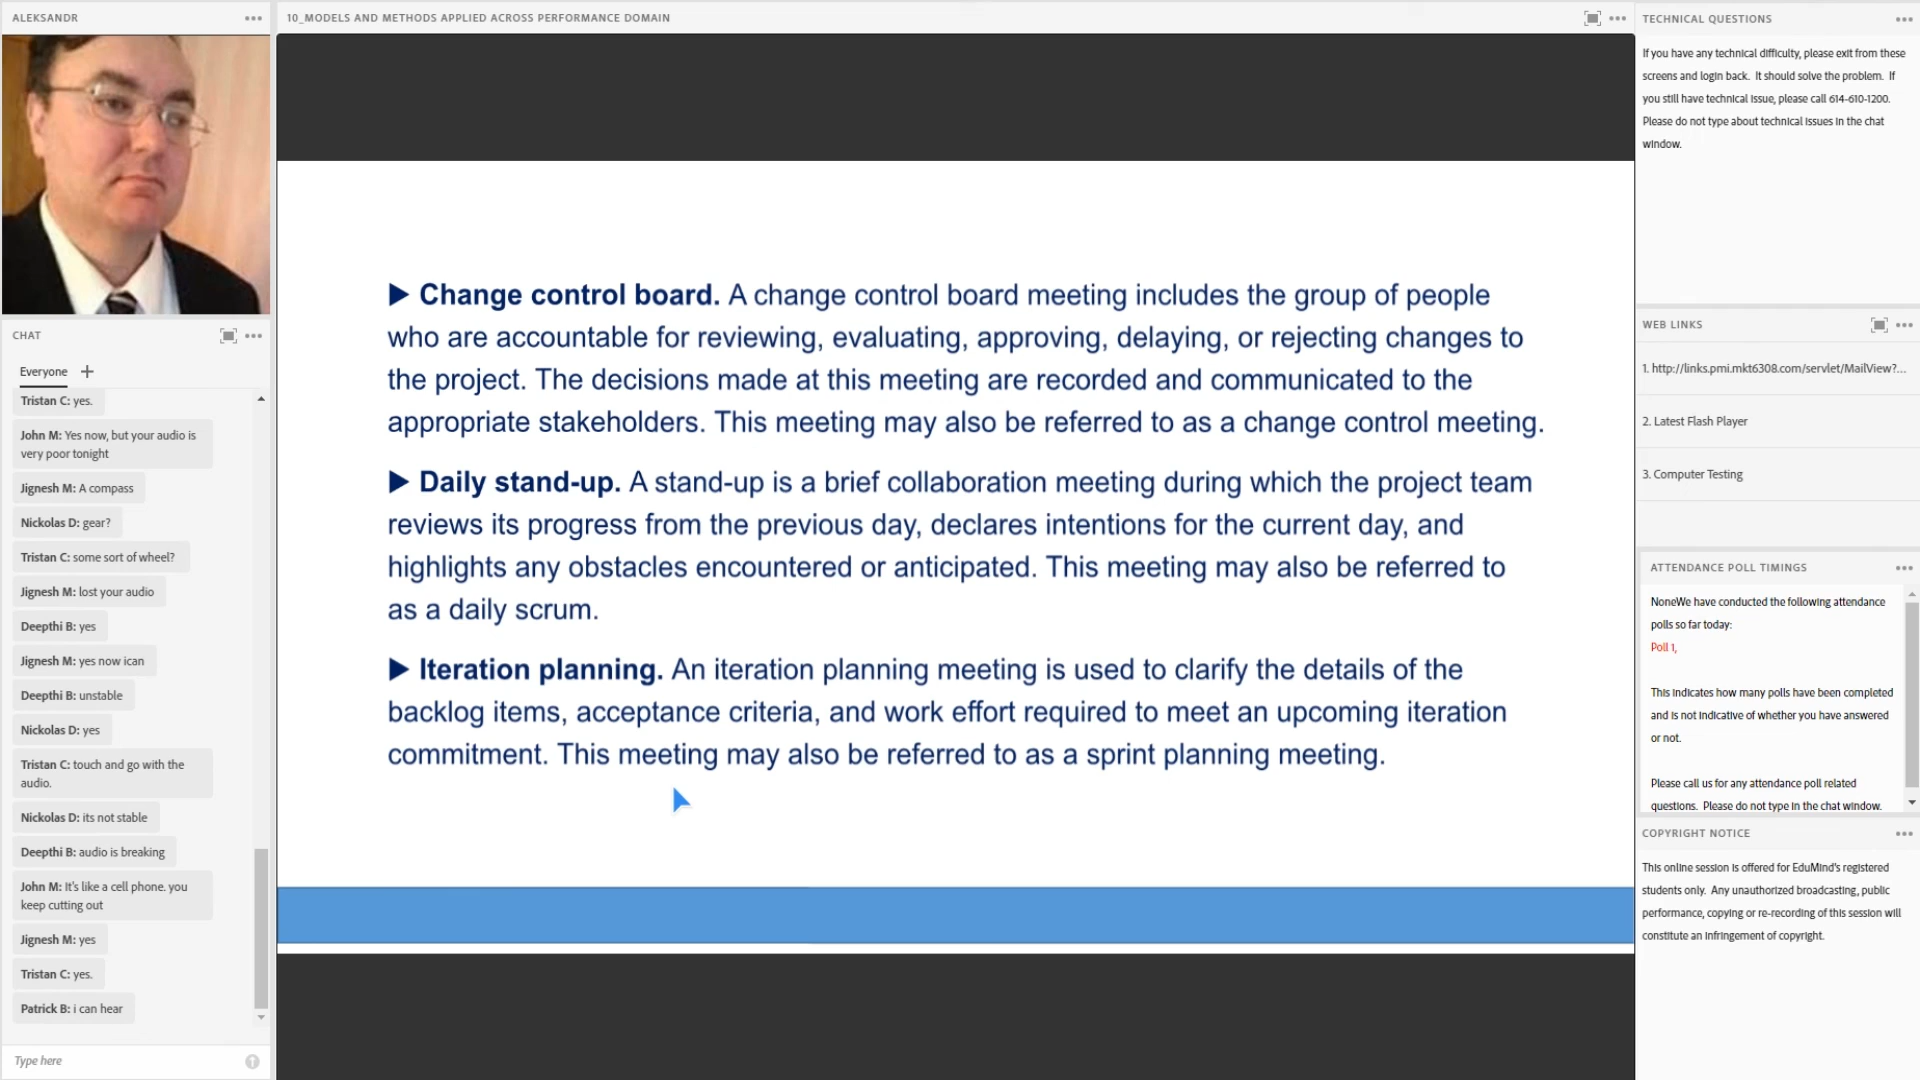 ALEKSANDR
CHAT
Everyone
Tristan C: yes.
John M: Yes now, but your audio is
very poor tonight
Jignesh M: A compass
Nickolas D: gear?
Tristan C: some sort of wheel?
Jignesh M: lost your audio
Deepthi B: yes
Jignesh M: yes now ican
Deepthi B: unstable
Nickolas D: yes
Tristan C: touch and go with the
audio.
Nickolas D: its not stable
Deepthi B: audio is breaking
John M: It's like a cell phone. you
keep cutting out
Jignesh M: yes
Tristan C: yes.
Patrick B: i can hear
Type here
10_MODELS AND METHODS APPLIED ACROSS PERFORMANCE DOMAIN
▶ Change control board. A change control board meeting includes the group of people
who are accountable for reviewing, evaluating, approving, delaying, or rejecting changes to
the project. The decisions made at this meeting are recorded and communicated to the
appropriate stakeholders. This meeting may also be referred to as a change control meeting.
▶ Daily stand-up. A stand-up is a brief collaboration meeting during which the project team
reviews its progress from the previous day, declares intentions for the current day, and
highlights any obstacles encountered or anticipated. This meeting may also be referred to
as a daily scrum.
▶ Iteration planning. An iteration planning meeting is used to clarify the details of the
backlog items, acceptance criteria, and work effort required to meet an upcoming iteration
commitment. This meeting may also be referred to as a sprint planning meeting.
TECHNICAL QUESTIONS
If you have any technical difficulty, please exit from these
screens and login back. It should solve the problem. If
you still have technical issue, please call 614-610-1200.
Please do not type about technical issues in the chat
window.
WEB LINKS
1. http://links.pmi.mkt6308.com/servlet/MailView?...
2. Latest Flash Player
3. Computer Testing
ATTENDANCE POLL TIMINGS
NoneWe have conducted the following attendance
polls so far today:
Poll 1,
This indicates how many polls have been completed
and is not indicative of whether you have answered
or not.
Please call us for any attendance poll related
questions. Please do not type in the chat window.
COPYRIGHT NOTICE
This online session is offered for EduMind's registered
students only. Any unauthorized broadcasting, public
performance, copying or re-recording of this session will
constitute an infringement of copyright.